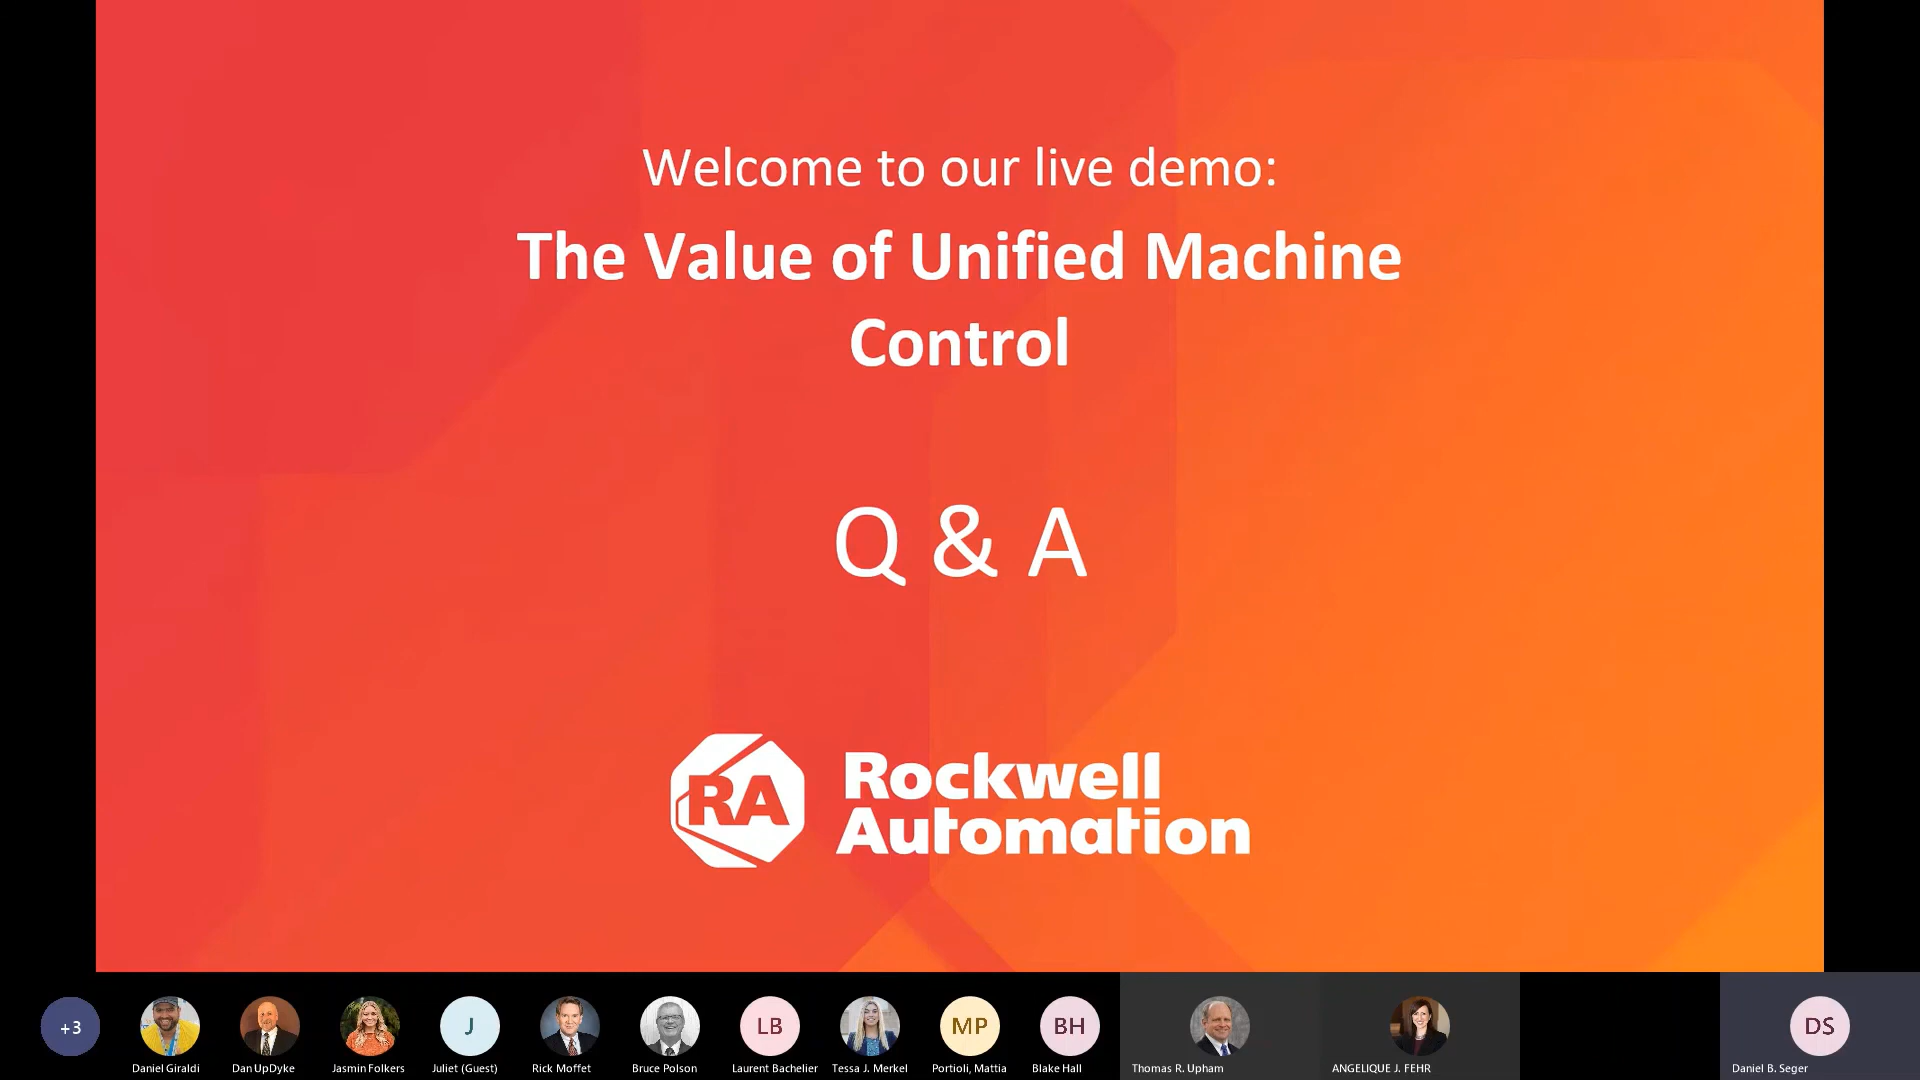 Welcome to our live demo:
The Value of Unified Machine
Control
Q & A
RA Rockwell
Automation
+3
J
LB
MP
BH
DS
Daniel Giraldi
Dan UpDyke
Jasmin Folkers
Juliet (Guest)
Rick Moffet
Bruce Polson
Laurent Bachelier
Tessa J. Merkel
Portioli, Mattia
Blake Hall
Thomas R. Upham
ANGELIQUE J. FEHR
Daniel B. Seger